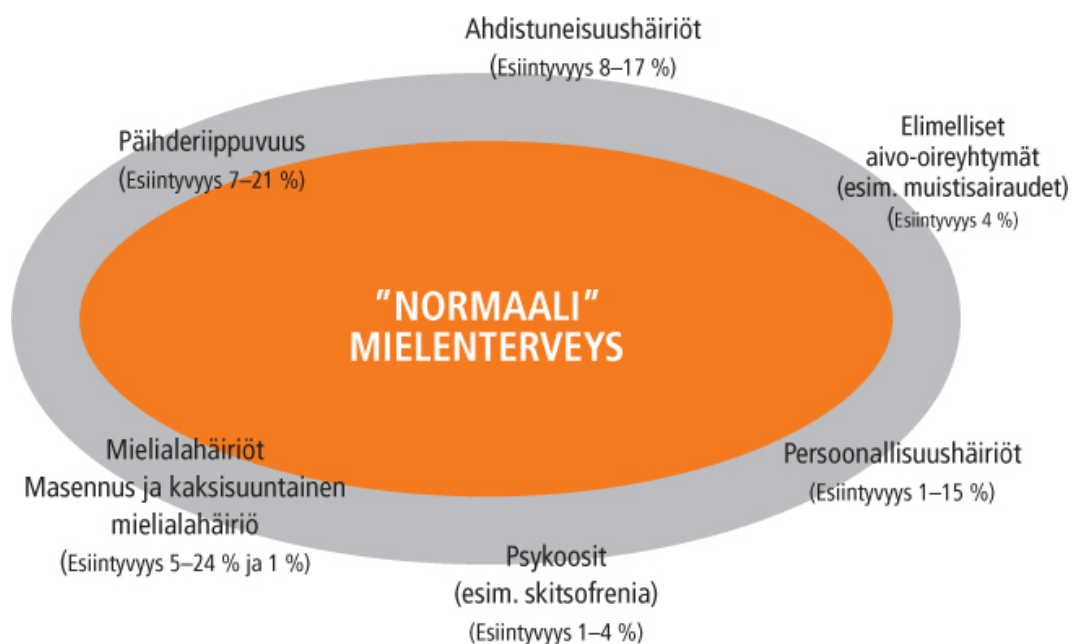 Ahdistuneisuushäiriöt
(Esiintyvyys 8–17 %)
Päihderiippuvuus
(Esiintyvyys 7–21 %)
Elimelliset
aivo-oireyhtymät
(esim. muistisairaudet)
(Esiintyvyys 4 %)
”NORMAALI”
MIELENTERVEYS
Mielialahäiriöt
Masennus ja kaksisuuntainen
mielialahäiriö
(Esiintyvyys 5–24 % ja 1 %)
Persoonallisuushäiriöt
(Esiintyvyys 1–15 %)
Psykoosit
(esim. skitsofrenia)
(Esiintyvyys 1–4 %)